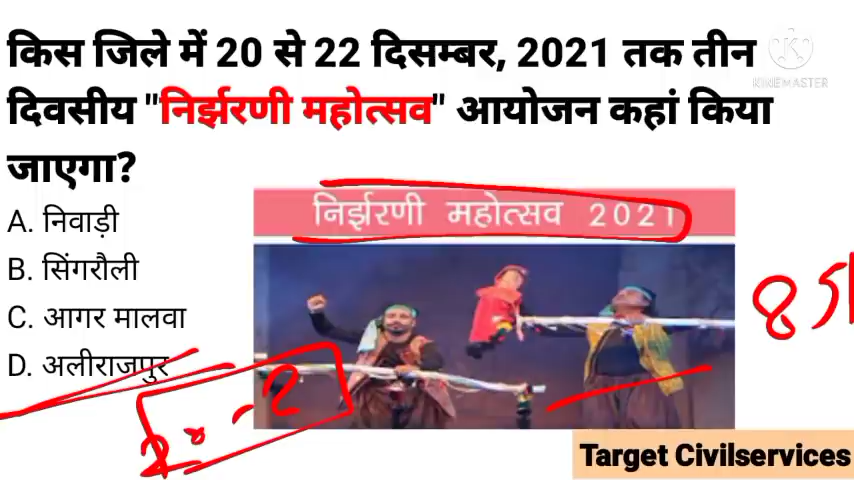 किस जिले में 20 से 22 दिसम्बर, 2021 तक तीन
KINEMASTER
दिवसीय "निर्झरणी महोत्सव" आयोजन कहां किया
जाएगा?
निर्झरणी महोत्सव 2021
A. निवाड़ी
B. सिंगरौली
C. आगर मालवा
D. अलीराजपुर
Target Civilservices